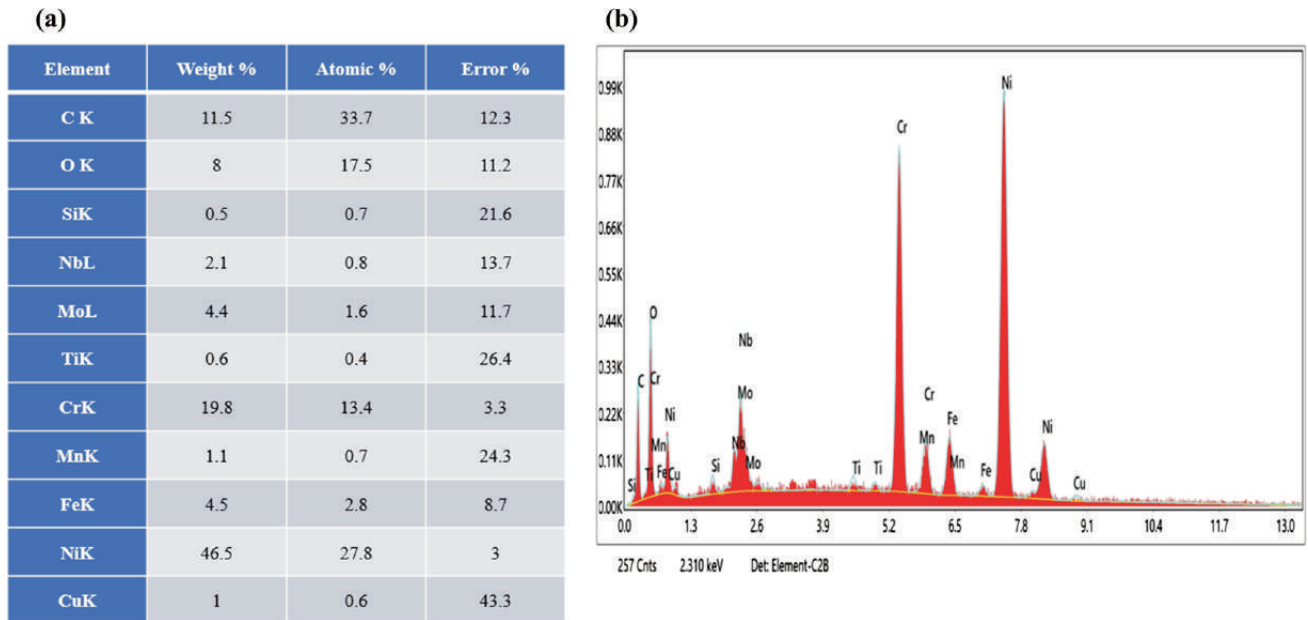 (a)
Element Weight % Atomic % Error %
C K 11.5 33.7 12.3
O K 8 17.5 11.2
SiK 0.5 0.7 21.6
NbL 2.1 0.8 13.7
MoL 4.4 1.6 11.7
TiK 0.6 0.4 26.4
CrK 19.8 13.4 3.3
MnK 1.1 0.7 24.3
FeK 4.5 2.8 8.7
NiK 46.5 27.8 3
CuK 1 0.6 43.3
(b)
0.99K
0.88K
0.77K
0.66K
0.55K
0.44K
0.33K
0.22K
0.11K
0.00K
Ni
Cr
O
Nb
C Cr Mo Cr
Ni Fe Ni
Mn Nb Mn
Fe Mo Mn
Si Ti Cu Si Ti Ti Fe Cu Cu
0.0 1.3 2.6 3.9 5.2 6.5 7.8 9.1 10.4 11.7 13.0
257 Cnts 2.310 keV Det: Element-C2B